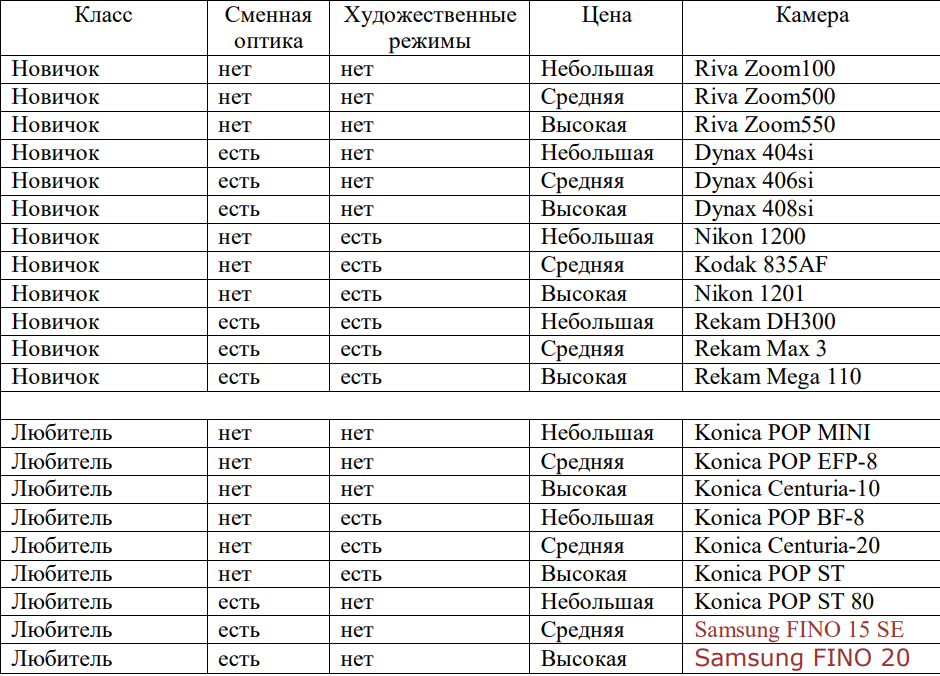 Класс Сменная оптика Художественные режимы Цена Камера
Новичок нет нет Небольшая Riva Zoom100
Новичок нет нет Средняя Riva Zoom500
Новичок нет нет Высокая Riva Zoom550
Новичок есть нет Небольшая Dynax 404si
Новичок есть нет Средняя Dynax 406si
Новичок есть нет Высокая Dynax 408si
Новичок нет есть Небольшая Nikon 1200
Новичок нет есть Средняя Kodak 835AF
Новичок нет есть Высокая Nikon 1201
Новичок есть есть Небольшая Rekam DH300
Новичок есть есть Средняя Rekam Max 3
Новичок есть есть Высокая Rekam Mega 110
Любитель нет нет Небольшая Konica POP MINI
Любитель нет нет Средняя Konica POP EFP-8
Любитель нет нет Высокая Konica Centuria-10
Любитель нет есть Небольшая Konica POP BF-8
Любитель нет есть Средняя Konica Centuria-20
Любитель нет есть Высокая Konica POP ST
Любитель есть нет Небольшая Konica POP ST 80
Любитель есть нет Средняя Samsung FINO 15 SE
Любитель есть нет Высокая Samsung FINO 20